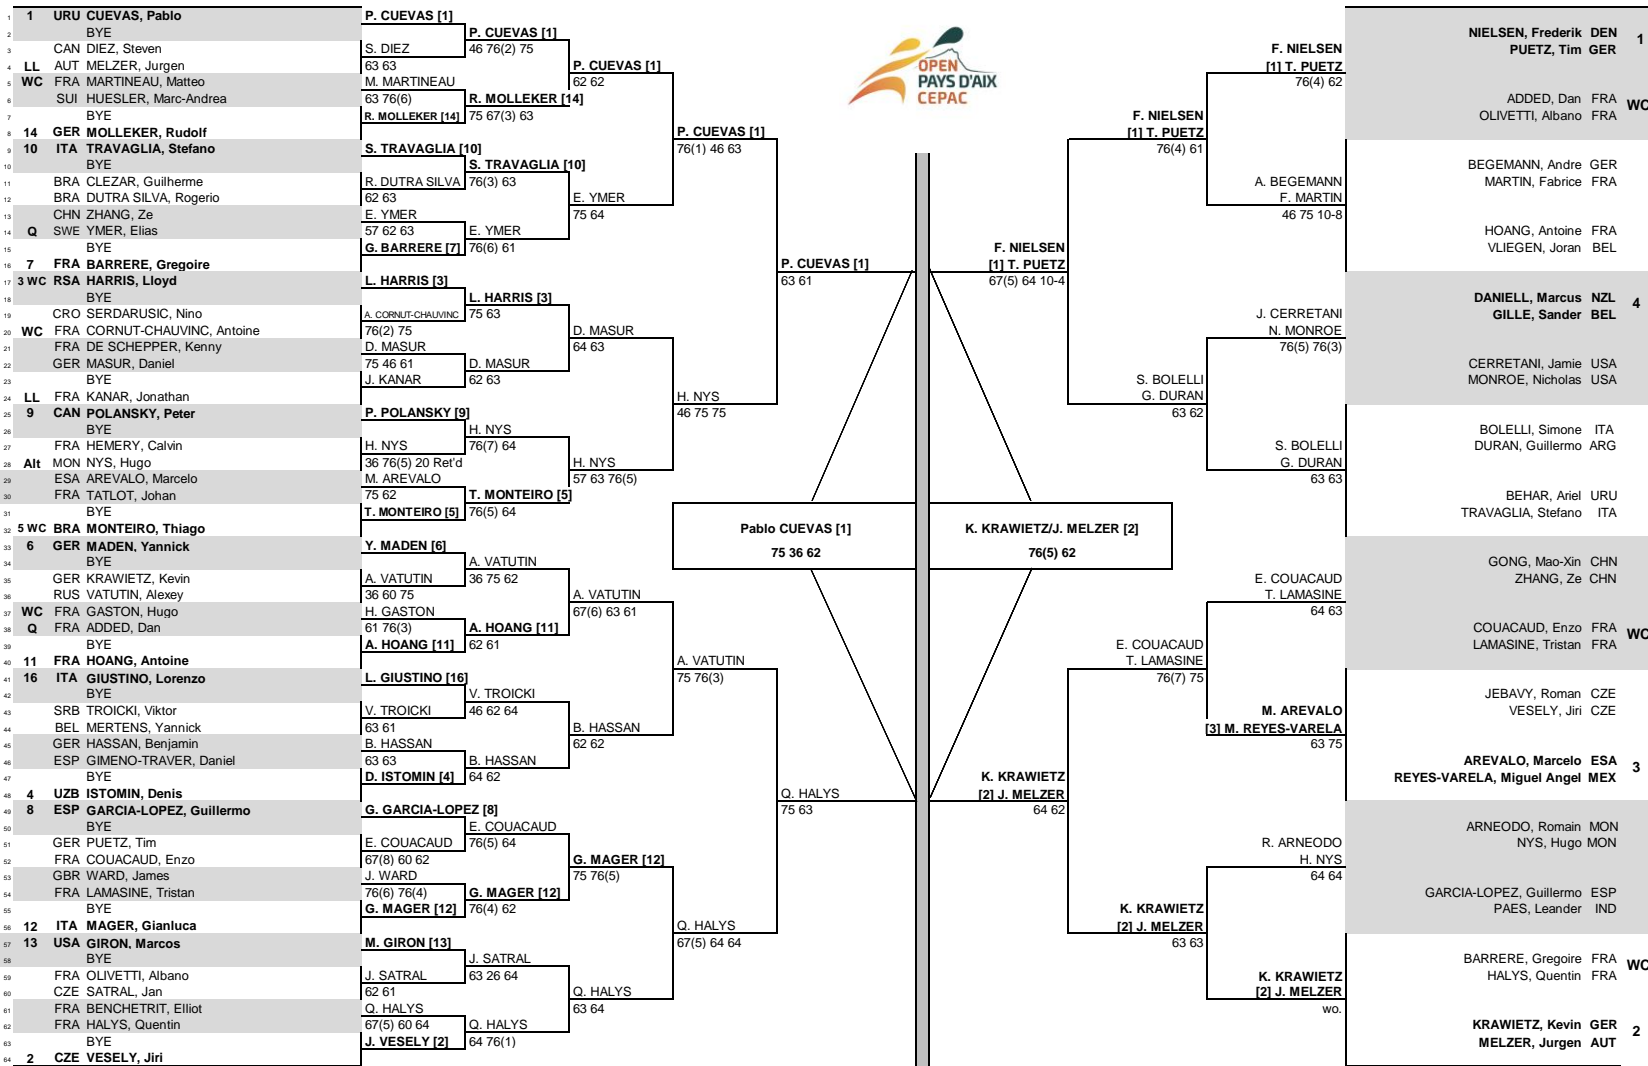 1 1 URU CUEVAS, Pablo
2 BYE
3 CAN DIEZ, Steven
4 LL AUT MELZER, Jurgen
5 WC FRA MARTINEAU, Matteo
6 SUI HUESLER, Marc-Andrea
7 BYE
8 14 GER MOLLEKER, Rudolf
9 10 ITA TRAVAGLIA, Stefano
10 BYE
11 BRA CLEZAR, Guilherme
12 BRA DUTRA SILVA, Rogerio
13 CHN ZHANG, Ze
14 Q SWE YMER, Elias
15 BYE
16 7 FRA BARRERE, Gregoire
17 3 WC RSA HARRIS, Lloyd
18 BYE
19 CRO SERDARUSIC, Nino
20 WC FRA CORNUT-CHAUVINC, Antoine
21 FRA DE SCHEPPER, Kenny
22 GER MASUR, Daniel
23 BYE
24 LL FRA KANAR, Jonathan
25 9 CAN POLANSKY, Peter
26 BYE
27 FRA HEMERY, Calvin
28 Alt MON NYS, Hugo
29 ESA AREVALO, Marcelo
30 FRA TATLOT, Johan
31 BYE
32 5 WC BRA MONTEIRO, Thiago
33 6 GER MADEN, Yannick
34 BYE
35 GER KRAWIETZ, Kevin
36 RUS VATUTIN, Alexey
37 WC FRA GASTON, Hugo
38 Q FRA ADDED, Dan
39 BYE
40 11 FRA HOANG, Antoine
41 16 ITA GIUSTINO, Lorenzo
42 BYE
43 SRB TROICKI, Viktor
44 BEL MERTENS, Yannick
45 GER HASSAN, Benjamin
46 ESP GIMENO-TRAVER, Daniel
47 BYE
48 4 UZB ISTOMIN, Denis
49 8 ESP GARCIA-LOPEZ, Guillermo
50 BYE
51 GER PUETZ, Tim
52 FRA COUACAUD, Enzo
53 GBR WARD, James
54 FRA LAMASINE, Tristan
55 BYE
56 12 ITA MAGER, Gianluca
57 13 USA GIRON, Marcos
58 BYE
59 FRA OLIVETTI, Albano
60 CZE SATRAL, Jan
61 FRA BENCHETRIT, Elliot
62 FRA HALYS, Quentin
63 BYE
64 2 CZE VESELY, Jiri
P. CUEVAS [1]
S. DIEZ
63 63
M. MARTINEAU
63 76(6)
R. MOLLEKER [14]
S. TRAVAGLIA [10]
R. DUTRA SILVA
62 63
E. YMER
57 62 63
G. BARRERE [7]
L. HARRIS [3]
A. CORNUT-CHAUVINC
76(2) 75
D. MASUR
75 46 61
J. KANAR
P. POLANSKY [9]
H. NYS
36 76(5) 20 Ret'd
M. AREVALO
75 62
T. MONTEIRO [5]
Y. MADEN [6]
A. VATUTIN
36 60 75
H. GASTON
61 76(3)
A. HOANG [11]
L. GIUSTINO [16]
V. TROICKI
63 61
B. HASSAN
63 63
D. ISTOMIN [4]
G. GARCIA-LOPEZ [8]
E. COUACAUD
67(8) 60 62
J. WARD
76(6) 76(4)
G. MAGER [12]
M. GIRON [13]
J. SATRAL
62 61
Q. HALYS
67(5) 60 64
J. VESELY [2]
P. CUEVAS [1]
46 76(2) 75
R. MOLLEKER [14]
75 67(3) 63
S. TRAVAGLIA [10]
76(3) 63
E. YMER
76(6) 61
L. HARRIS [3]
75 63
D. MASUR
62 63
H. NYS
76(7) 64
T. MONTEIRO [5]
76(5) 64
A. VATUTIN
36 75 62
A. HOANG [11]
62 61
V. TROICKI
46 62 64
B. HASSAN
64 62
E. COUACAUD
76(5) 64
G. MAGER [12]
76(4) 62
J. SATRAL
63 26 64
Q. HALYS
64 76(1)
P. CUEVAS [1]
62 62
E. YMER
75 64
D. MASUR
64 63
H. NYS
57 63 76(5)
A. VATUTIN
67(6) 63 61
B. HASSAN
62 62
G. MAGER [12]
75 76(5)
Q. HALYS
63 64
P. CUEVAS [1]
76(1) 46 63
H. NYS
46 75 75
A. VATUTIN
75 76(3)
Q. HALYS
67(5) 64 64
P. CUEVAS [1]
63 61
Q. HALYS
75 63
Pablo CUEVAS [1]
75 36 62
OPEN
PAYS D'AIX
CEPAC
K. KRAWIETZ/J. MELZER [2]
76(5) 62
F. NIELSEN
[1] T. PUETZ
67(5) 64 10-4
K. KRAWIETZ
[2] J. MELZER
64 62
F. NIELSEN
[1] T. PUETZ
76(4) 61
S. BOLELLI
G. DURAN
63 62
E. COUACAUD
T. LAMASINE
76(7) 75
K. KRAWIETZ
[2] J. MELZER
63 63
F. NIELSEN
[1] T. PUETZ
76(4) 62
A. BEGEMANN
F. MARTIN
46 75 10-8
J. CERRETANI
N. MONROE
76(5) 76(3)
S. BOLELLI
G. DURAN
63 63
E. COUACAUD
T. LAMASINE
64 63
M. AREVALO
[3] M. REYES-VARELA
63 75
R. ARNEODO
H. NYS
64 64
K. KRAWIETZ
[2] J. MELZER
wo.
NIELSEN, Frederik DEN 1
PUETZ, Tim GER
ADDED, Dan FRA WC
OLIVETTI, Albano FRA
BEGEMANN, Andre GER
MARTIN, Fabrice FRA
HOANG, Antoine FRA
VLIEGEN, Joran BEL
DANIELL, Marcus NZL 4
GILLE, Sander BEL
CERRETANI, Jamie USA
MONROE, Nicholas USA
BOLELLI, Simone ITA
DURAN, Guillermo ARG
BEHAR, Ariel URU
TRAVAGLIA, Stefano ITA
GONG, Mao-Xin CHN
ZHANG, Ze CHN
COUACAUD, Enzo FRA WC
LAMASINE, Tristan FRA
JEBAVY, Roman CZE
VESELY, Jiri CZE
AREVALO, Marcelo ESA 3
REYES-VARELA, Miguel Angel MEX
ARNEODO, Romain MON
NYS, Hugo MON
GARCIA-LOPEZ, Guillermo ESP
PAES, Leander IND
BARRERE, Gregoire FRA WC
HALYS, Quentin FRA
KRAWIETZ, Kevin GER 2
MELZER, Jurgen AUT